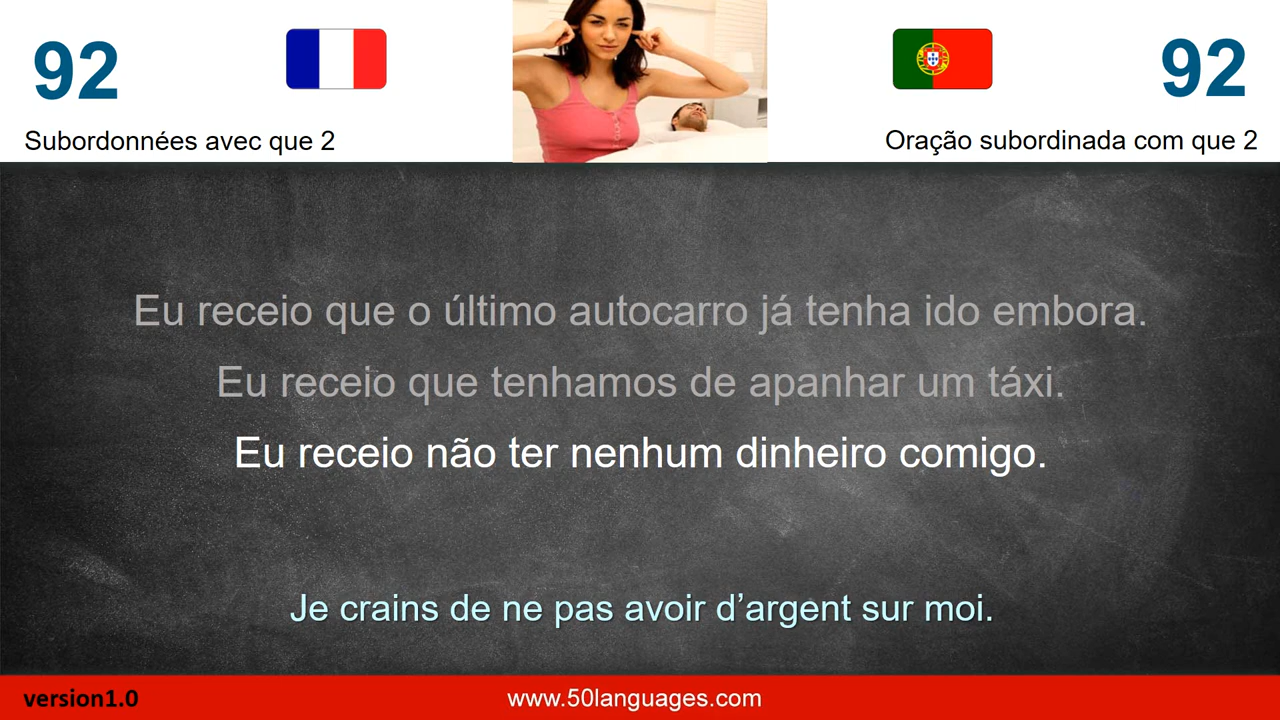 92
Subordonnées avec que 2
92
Oração subordinada com que 2
Eu receio que o último autocarro já tenha ido embora.
Eu receio que tenhamos de apanhar um táxi.
Eu receio não ter nenhum dinheiro comigo.
Je crains de ne pas avoir d’argent sur moi.
version1.0
www.50languages.com